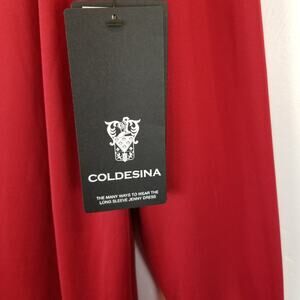 COLDESINA
THE MANY WAYS TO WEAR THE
LONG SLEEVE JENNY DRESS